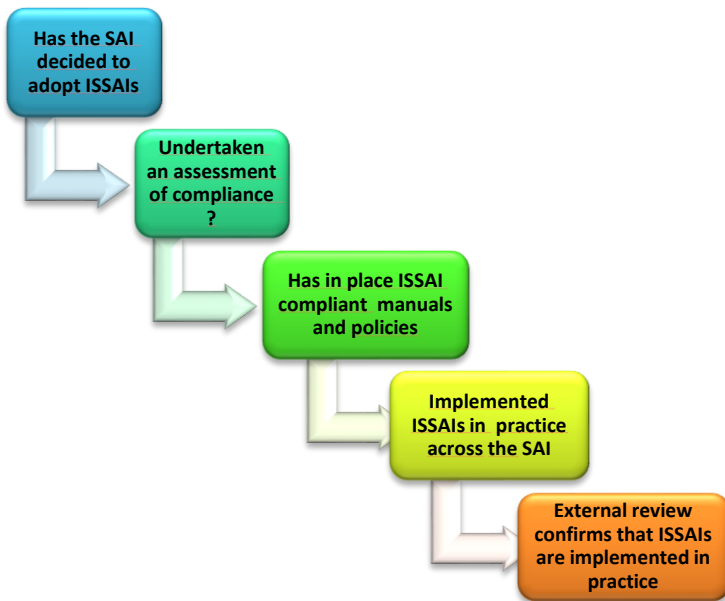 Has the SAI
decided to
adopt ISSAIs
Undertaken
an assessment
of compliance
?
Has in place ISSAI
compliant manuals
and policies
Implemented
ISSAIs in practice
across the SAI
External review
confirms that ISSAIs
are implemented in
practice